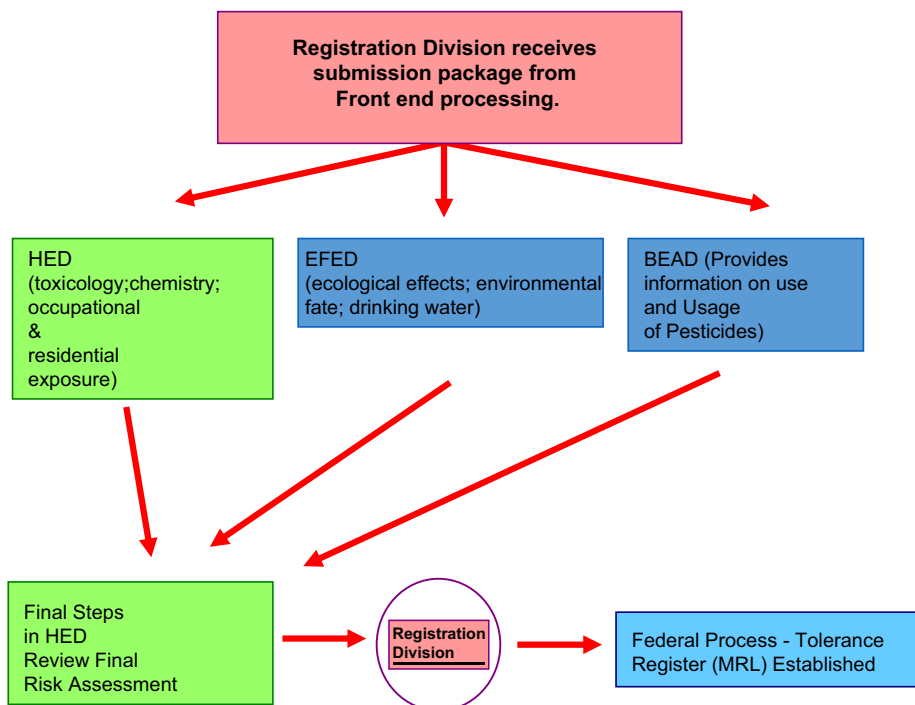 Registration Division receives
submission package from
Front end processing.
HED
(toxicology;chemistry;
occupational
&
residential
exposure)
EFED
(ecological effects; environmental
fate; drinking water)
BEAD (Provides
information on use
and Usage
of Pesticides)
Final Steps
in HED
Review Final
Risk Assessment
Registration
Division
Federal Process - Tolerance
Register (MRL) Established